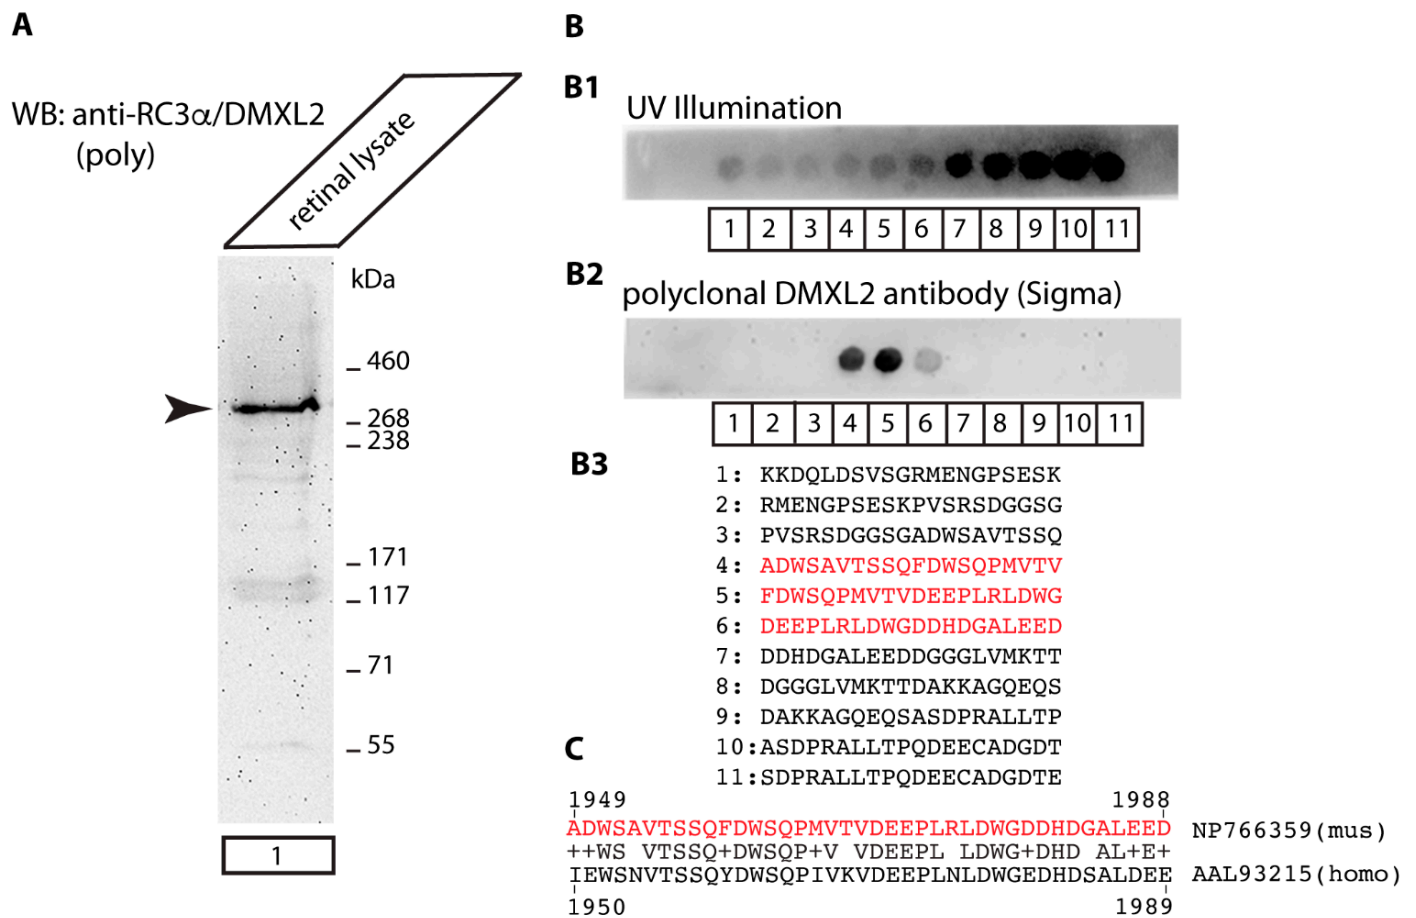 A
WB: anti-RC3α/DMXL2
(poly)
retinal lysate
kDa
460
268
238
171
117
71
55
1
B
B1
UV Illumination
1 2 3 4 5 6 7 8 9 10 11
B2
polyclonal DMXL2 antibody (Sigma)
1 2 3 4 5 6 7 8 9 10 11
B3
1: KKDQLDSVSGRMENGPSESK
2: RMENGPSESKPVSRSDGGSG
3: PVSRSDGGSGADWSAVTSSQ
4: ADWSAVTSSQFDWSQPMVTV
5: FDWSQPMVTVDEEPLRLDWG
6: DEEPLRLDWGDDHDGALEED
7: DDHDGALEEDDGGGLVMKTT
8: DGGGLVMKTTDAKKAGQEQS
9: DAKKAGQEQSASDPRALLTP
10:ASDPRALLTPQDEECADGDT
11:SDPRALLTPQDEECADGDTE
C
1949 1988
ADWSAVTSSQFDWSQPMVTVDEEPLRLDWGDDHDGALEED NP766359(mus)
++WS VTSSQ+DWSQP+V VDEEPL LDWG+DHD AL+E+
IEWSNVTSSQYDWSQPIVKVDEEPLNLDWGEDHDSALDEE AAL93215(homo)
1950 1989